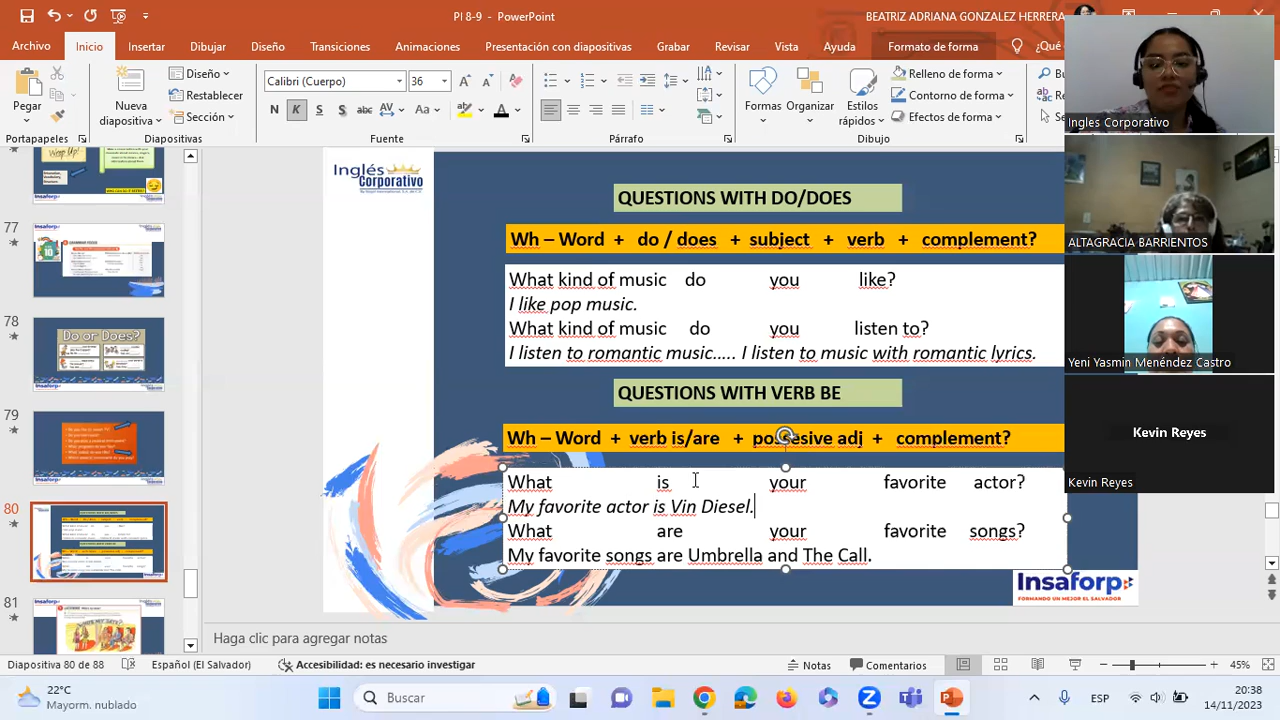 PI 8-9 - PowerPoint
BEATRIZ ADRIANA GONZALEZ HERRERA
Archivo Inicio Insertar Dibujar Diseño Transiciones Animaciones Presentación con diapositivas Grabar Revisar Vista Ayuda Formato de forma ¿Qué
Pegar
Portapapeles
Nueva diapositiva
Diseño
Restablecer
Sección
Diapositivas
Calibri (Cuerpo) 36
N K S S abc AV Aa A
Fuente
Párrafo
Formas Organizar Estilos rápidos
Relleno de forma
Contorno de forma
Efectos de forma
Dibujo
Ingles Corporativo
ALTAGRACIA BARRIENTOS
Yeni Yasmin Menéndez Castro
Kevin Reyes
Kevin Reyes
77
78
Do or Does?
79
80
81
Inglés
Corporativo
QUESTIONS WITH DO/DOES
Wh – Word + do / does + subject + verb + complement?
What kind of music do you like?
I like pop music.
What kind of music do you listen to?
I listen to romantic music..... I listen to music with romantic lyrics.
QUESTIONS WITH VERB BE
Wh – Word + verb is/are + possesive adj + complement?
What is your favorite actor?
My favorite actor is Vin Diesel.
What are your favorite songs?
My favorite songs are Umbrella and The Call.
Insaforp
FORMANDO UN MEJOR EL SALVADOR
Haga clic para agregar notas
Diapositiva 80 de 88 Español (El Salvador) Accesibilidad: es necesario investigar Notas Comentarios 45%
22°C
Mayorm. nublado
Buscar
ESP
20:38
14/11/2023